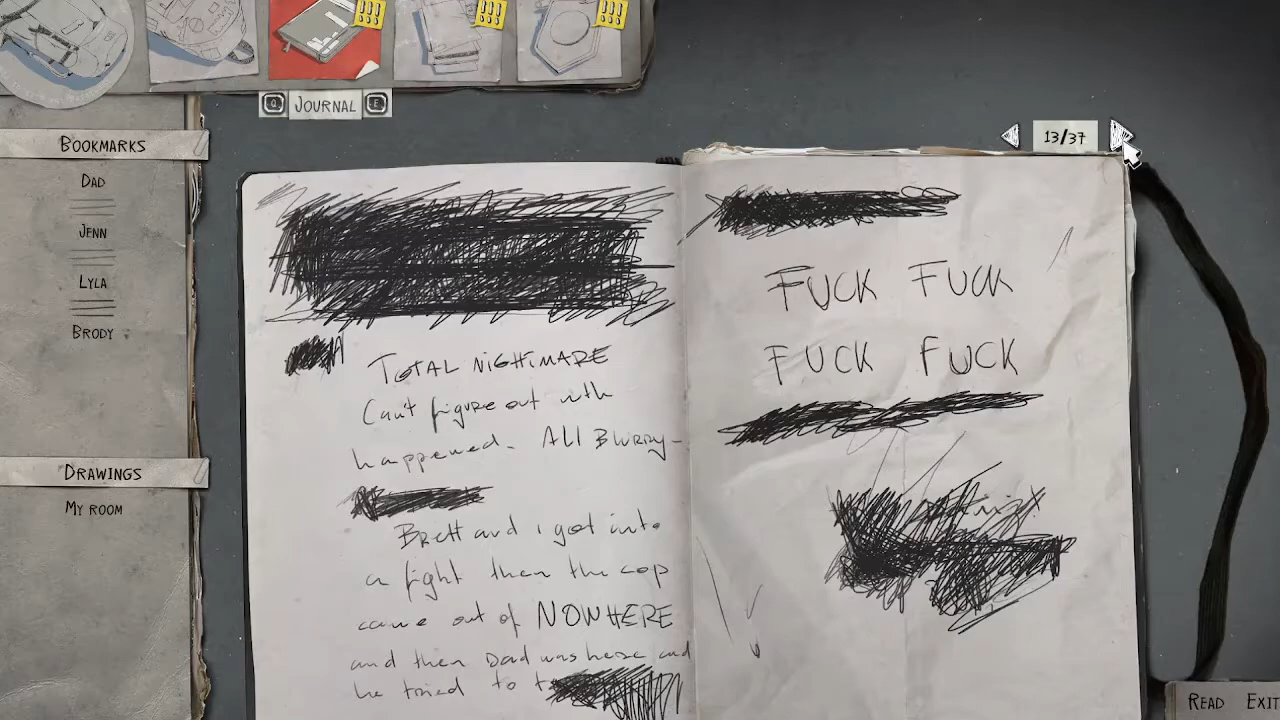 Q JOURNAL E
13/37
BOOKMARKS
DAD
JENN
LYLA
BRODY
DRAWINGS
MY ROOM
TOTAL NIGHTMARE
Can't figure out wth
happened. All BLURRY-
Brett and i got into
a fight then the cop
came out of NOWHERE
and then Dad was here and
he tried to
FUCK FUCK
FUCK FUCK
READ EXIT